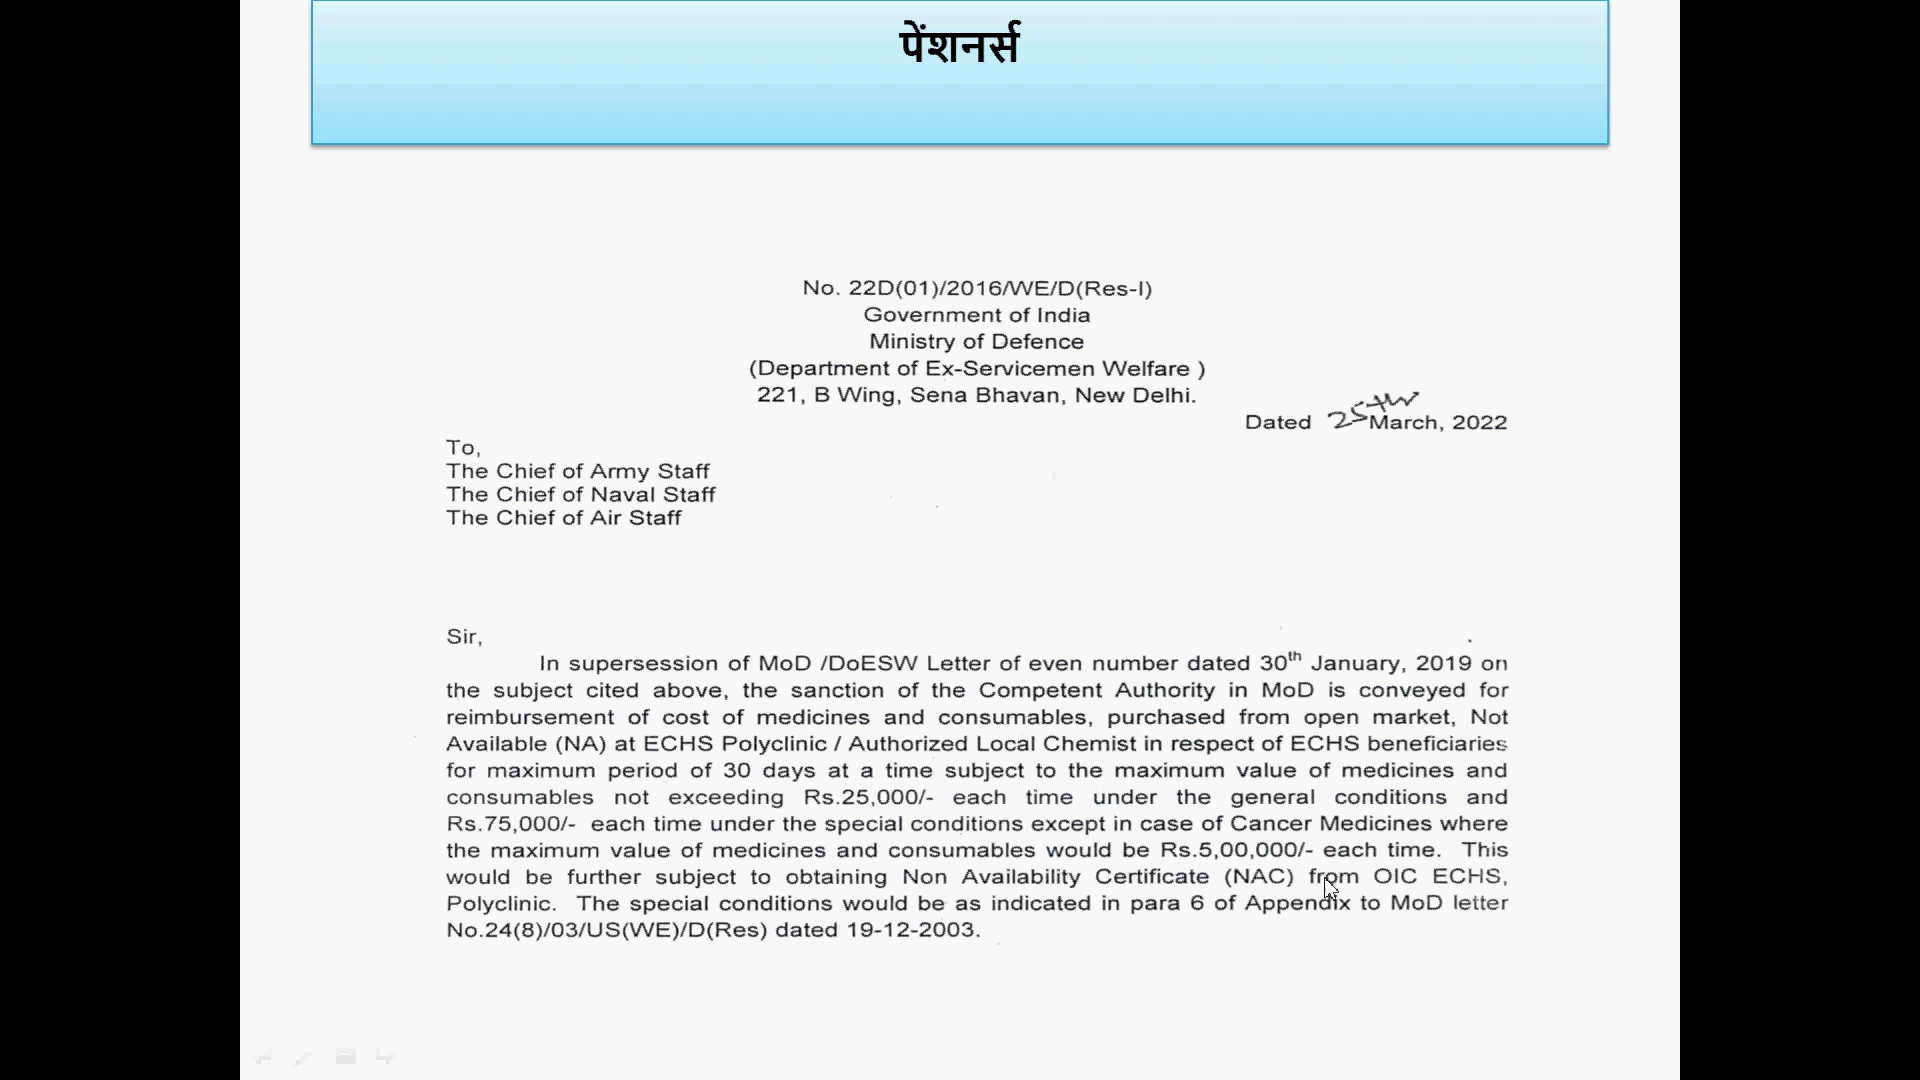 पेंशनर्स
No. 22D(01)/2016/WE/D(Res-I)
Government of India
Ministry of Defence
(Department of Ex-Servicemen Welfare )
221, B Wing, Sena Bhavan, New Delhi.
Dated 25th March, 2022
To,
The Chief of Army Staff
The Chief of Naval Staff
The Chief of Air Staff
Sir,
In supersession of MoD /DoESW Letter of even number dated 30th January, 2019 on
the subject cited above, the sanction of the Competent Authority in MoD is conveyed for
reimbursement of cost of medicines and consumables, purchased from open market, Not
Available (NA) at ECHS Polyclinic / Authorized Local Chemist in respect of ECHS beneficiaries
for maximum period of 30 days at a time subject to the maximum value of medicines and
consumables not exceeding Rs.25,000/- each time under the general conditions and
Rs.75,000/- each time under the special conditions except in case of Cancer Medicines where
the maximum value of medicines and consumables would be Rs.5,00,000/- each time. This
would be further subject to obtaining Non Availability Certificate (NAC) from OIC ECHS,
Polyclinic. The special conditions would be as indicated in para 6 of Appendix to MoD letter
No.24(8)/03/US(WE)/D(Res) dated 19-12-2003.